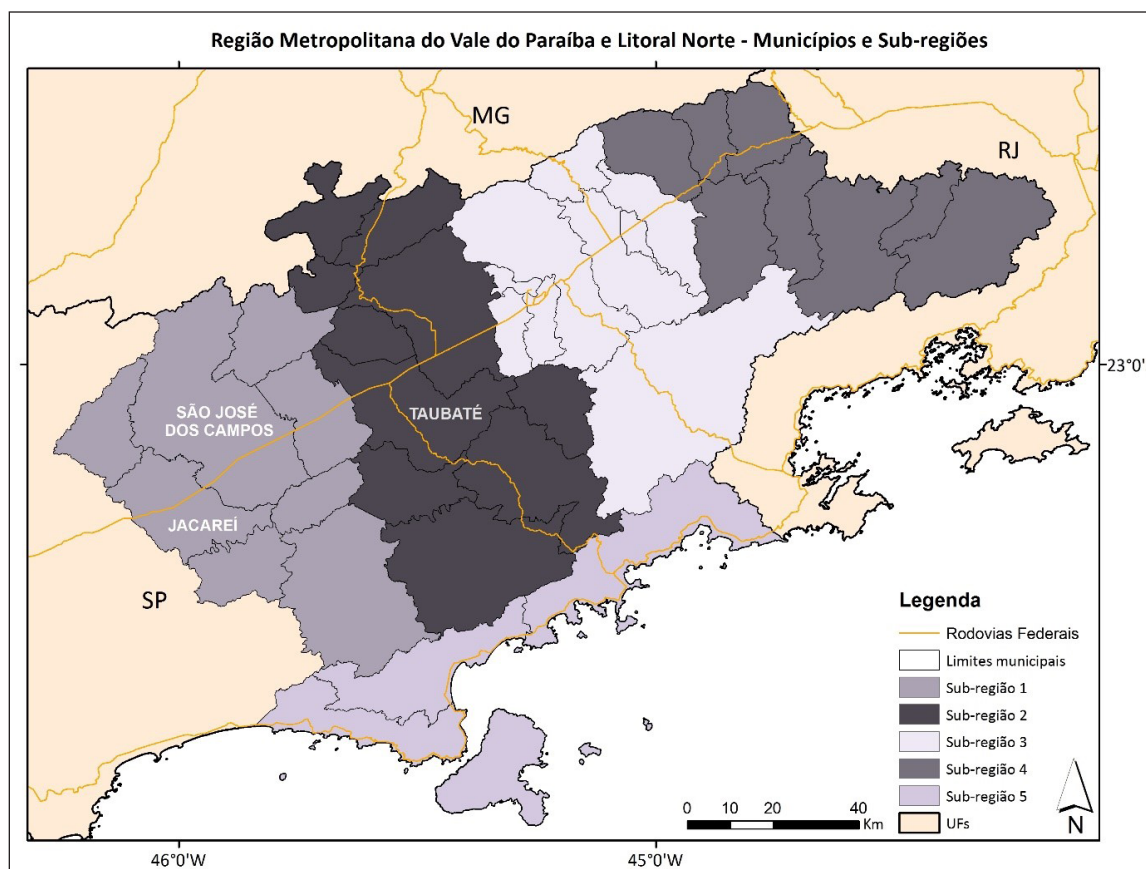 Região Metropolitana do Vale do Paraíba e Litoral Norte - Municípios e Sub-regiões
MG
RJ
23°0'
SÃO JOSÉ
DOS CAMPOS
TAUBATÉ
JACAREÍ
SP
Legenda
Rodovias Federais
Limites municipais
Sub-região 1
Sub-região 2
Sub-região 3
Sub-região 4
Sub-região 5
UFs
0 10 20 40
Km
N
46°0'W
45°0'W